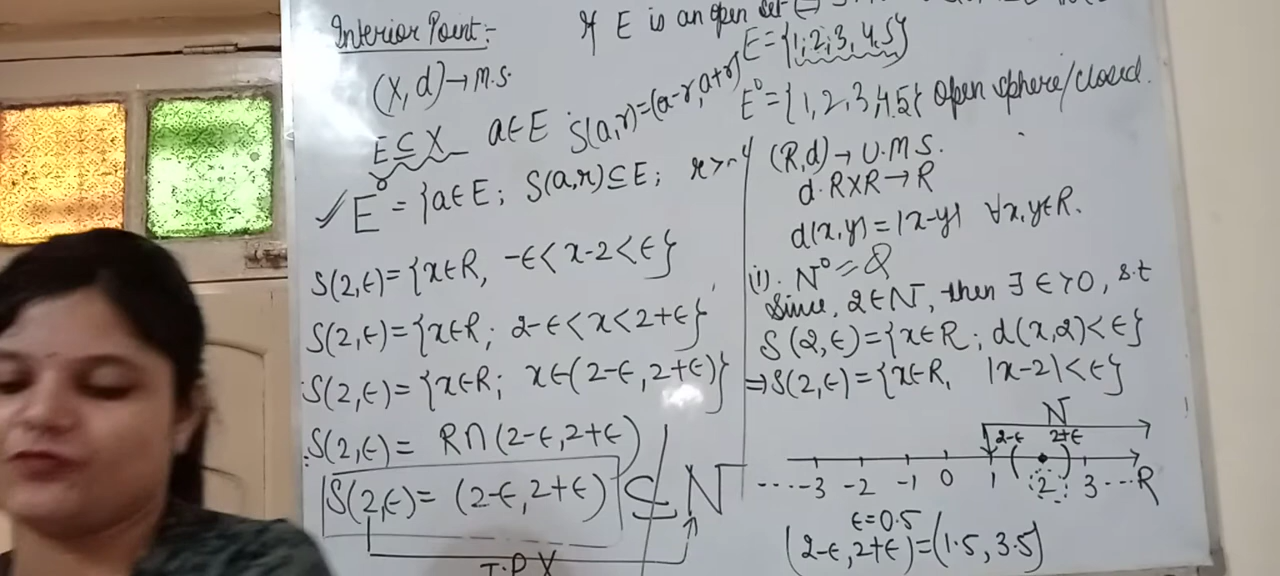 Interior Point:-
(X,d)→M.S.
E⊆X a∈E S(a,r)=(a-r,a+r)
E⁰={a∈E; S(a,r)⊆E;
S(2,ϵ)={x∈R, -ϵ<x-2<ϵ}
S(2,ϵ)={x∈R; 2-ϵ<x<2+ϵ}
S(2,ϵ)={x∈R; x∈(2-ϵ,2+ϵ)}
S(2,ϵ)= R∩(2-ϵ,2+ϵ)
S(2,ϵ)= (2-ϵ,2+ϵ) ⊈ N
If E is an open set
E={1,2,3,4,5}
E⁰={1,2,3,4,5} open sphere/closed.
(R,d)→U.M.S.
d:R×R→R
d(x,y)=|x-y| ∀x,y∈R.
(i). N⁰=
Since, 2∈N, then ∃ ϵ>0, s.t
S(2,ϵ)={x∈R; d(x,2)<ϵ}
⇒S(2,ϵ)={x∈R, |x-2|<ϵ}
N
2-ϵ 2+ϵ
....-3 -2 -1 0 1 2 3...R
ϵ=0.5
(2-ϵ,2+ϵ)=(1.5,3.5)